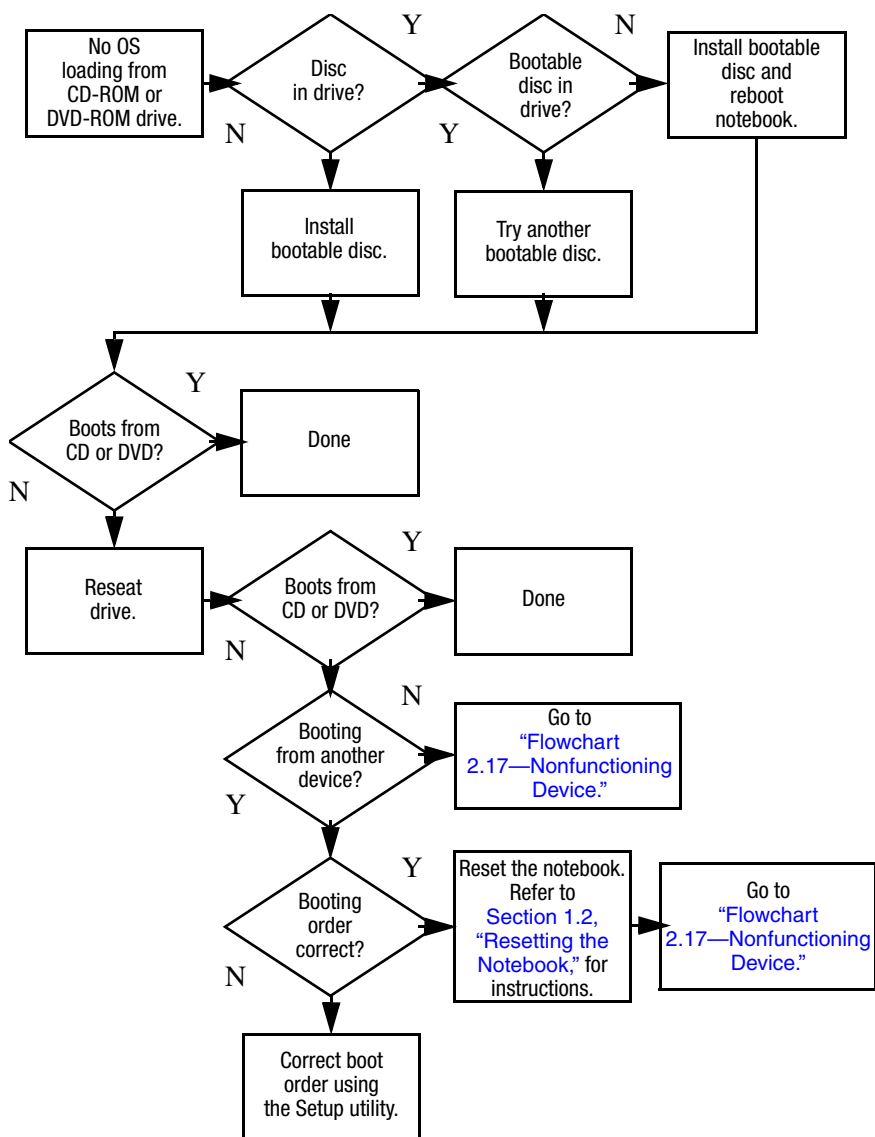 No OS
loading from
CD-ROM or
DVD-ROM drive.
Y
Disc
in drive?
N
N
Bootable
disc in
drive?
Y
Install bootable
disc and
reboot
notebook.
Install
bootable disc.
Try another
bootable disc.
Y
Boots from
CD or DVD?
N
Done
Reseat
drive.
Y
Boots from
CD or DVD?
N
Done
N
Booting
from another
device?
Y
Go to
“Flowchart
2.17—Nonfunctioning
Device.”
Y
Booting
order
correct?
N
Reset the notebook.
Refer to
Section 1.2,
“Resetting the
Notebook,” for
instructions.
Go to
“Flowchart
2.17—Nonfunctioning
Device.”
Correct boot
order using
the Setup utility.